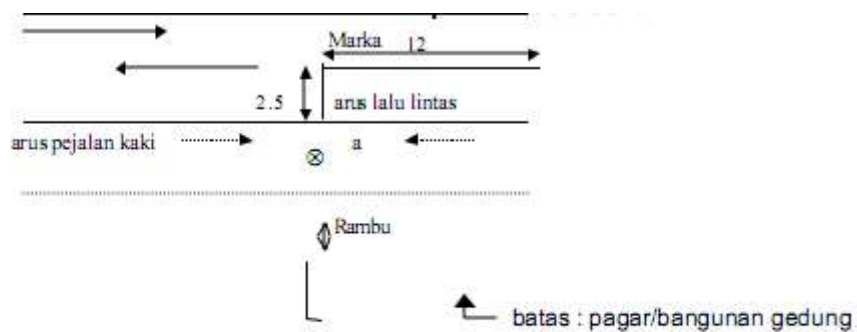 Marka 12
2.5 arus lalu lintas
arus pejalan kaki a
Rambu
batas : pagar/bangunan gedung